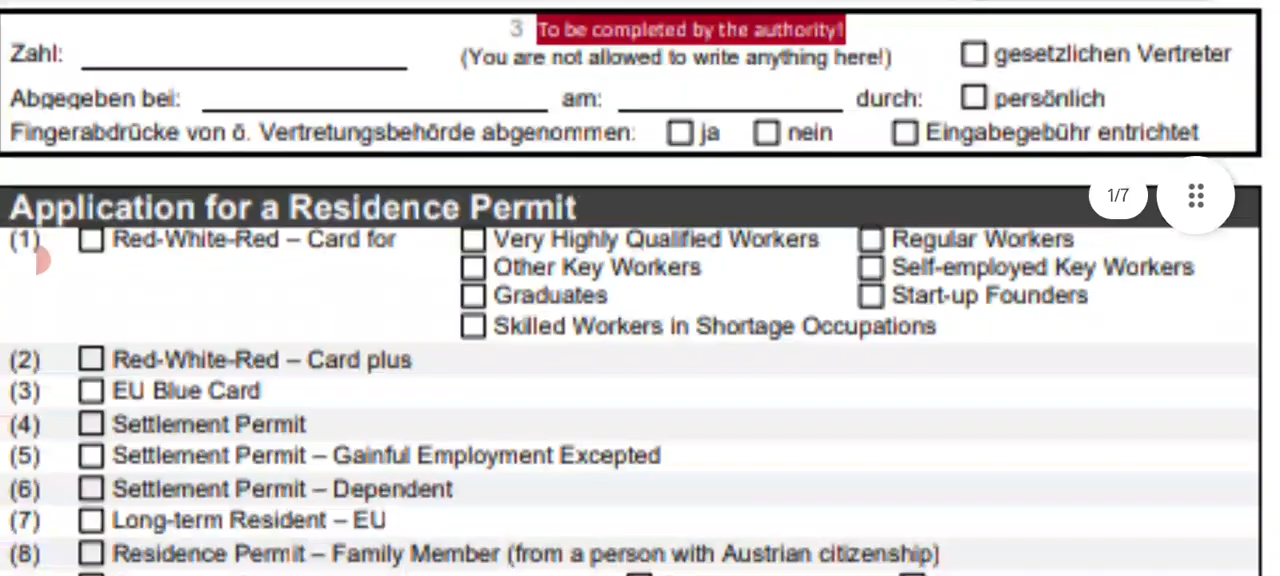 3 To be completed by the authority!
Zahl: (You are not allowed to write anything here!) gesetzlichen Vertreter
Abgegeben bei: am: durch: persönlich
Fingerabdrücke von ö. Vertretungsbehörde abgenommen: ja nein Eingabegebühr entrichtet
1/7
Application for a Residence Permit
(1) Red-White-Red – Card for Very Highly Qualified Workers Regular Workers
Other Key Workers Self-employed Key Workers
Graduates Start-up Founders
Skilled Workers in Shortage Occupations
(2) Red-White-Red – Card plus
(3) EU Blue Card
(4) Settlement Permit
(5) Settlement Permit – Gainful Employment Excepted
(6) Settlement Permit – Dependent
(7) Long-term Resident – EU
(8) Residence Permit – Family Member (from a person with Austrian citizenship)